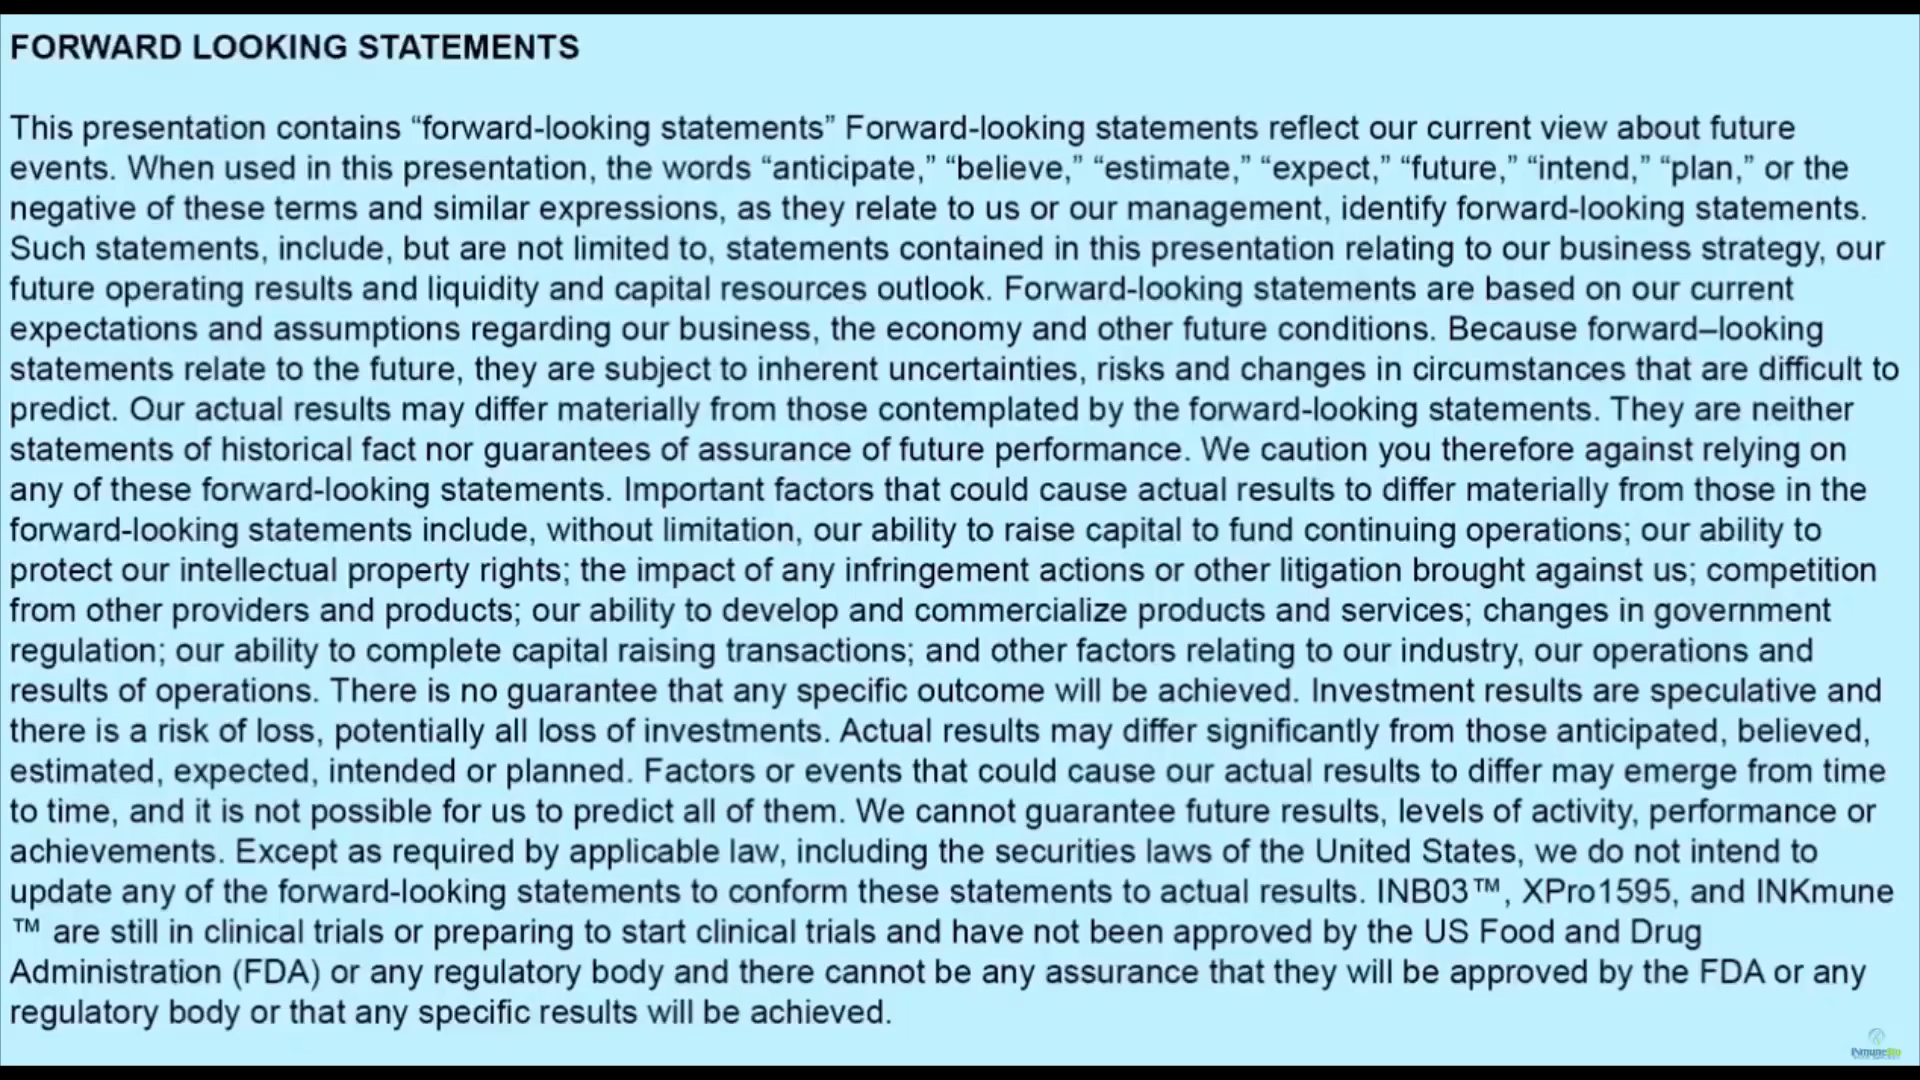 FORWARD LOOKING STATEMENTS
This presentation contains “forward-looking statements” Forward-looking statements reflect our current view about future
events. When used in this presentation, the words “anticipate,” “believe,” “estimate,” “expect,” “future,” “intend,” “plan,” or the
negative of these terms and similar expressions, as they relate to us or our management, identify forward-looking statements.
Such statements, include, but are not limited to, statements contained in this presentation relating to our business strategy, our
future operating results and liquidity and capital resources outlook. Forward-looking statements are based on our current
expectations and assumptions regarding our business, the economy and other future conditions. Because forward–looking
statements relate to the future, they are subject to inherent uncertainties, risks and changes in circumstances that are difficult to
predict. Our actual results may differ materially from those contemplated by the forward-looking statements. They are neither
statements of historical fact nor guarantees of assurance of future performance. We caution you therefore against relying on
any of these forward-looking statements. Important factors that could cause actual results to differ materially from those in the
forward-looking statements include, without limitation, our ability to raise capital to fund continuing operations; our ability to
protect our intellectual property rights; the impact of any infringement actions or other litigation brought against us; competition
from other providers and products; our ability to develop and commercialize products and services; changes in government
regulation; our ability to complete capital raising transactions; and other factors relating to our industry, our operations and
results of operations. There is no guarantee that any specific outcome will be achieved. Investment results are speculative and
there is a risk of loss, potentially all loss of investments. Actual results may differ significantly from those anticipated, believed,
estimated, expected, intended or planned. Factors or events that could cause our actual results to differ may emerge from time
to time, and it is not possible for us to predict all of them. We cannot guarantee future results, levels of activity, performance or
achievements. Except as required by applicable law, including the securities laws of the United States, we do not intend to
update any of the forward-looking statements to conform these statements to actual results. INB03™, XPro1595, and INKmune
™ are still in clinical trials or preparing to start clinical trials and have not been approved by the US Food and Drug
Administration (FDA) or any regulatory body and there cannot be any assurance that they will be approved by the FDA or any
regulatory body or that any specific results will be achieved.
INmuneBio